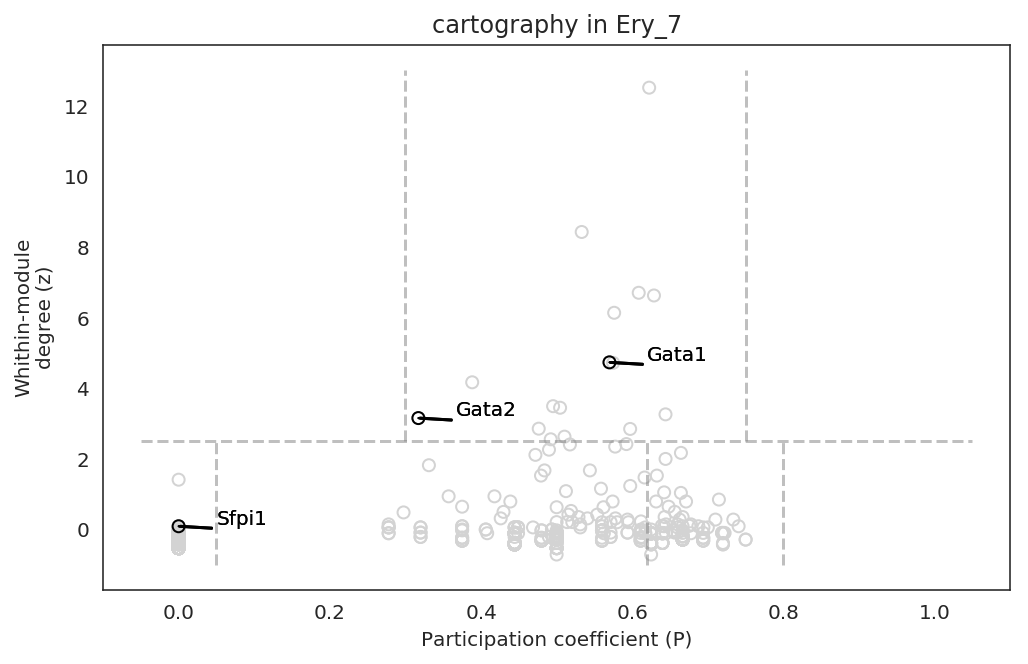 cartography in Ery_7
Whithin-module
degree (z)
12
10
8
6
4
2
0
Gata1
Gata2
Sfpi1
0.0 0.2 0.4 0.6 0.8 1.0
Participation coefficient (P)